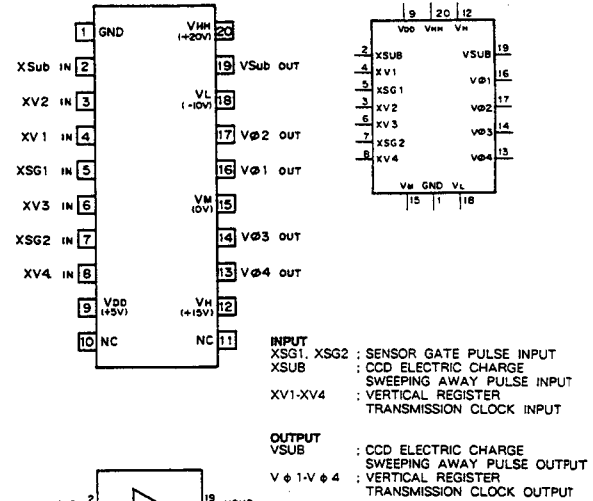 1 GND VHH 20
(+20V)
XSub IN 2 19 VSub OUT
XV2 IN 3 VL 18
(-10V)
XV1 IN 4 17 VØ2 OUT
XSG1 IN 5 16 VØ1 OUT
XV3 IN 6 VM 15
(0V)
XSG2 IN 7 14 VØ3 OUT
XV4 IN 8 13 VØ4 OUT
9 VDD VH 12
(+5V) (+15V)
10 NC NC 11
9 20 12
VDD VHH VH
2 XSUB VSUB 19
4 XV1 VØ1 16
5 XSG1
3 XV2 VØ2 17
6 XV3 VØ3 14
7 XSG2
8 XV4 VØ4 13
VM GND VL
15 1 18
INPUT
XSG1, XSG2 ; SENSOR GATE PULSE INPUT
XSUB ; CCD ELECTRIC CHARGE
SWEEPING AWAY PULSE INPUT
XV1-XV4 ; VERTICAL REGISTER
TRANSMISSION CLOCK INPUT
OUTPUT
VSUB ; CCD ELECTRIC CHARGE
SWEEPING AWAY PULSE OUTPUT
V ϕ 1-V ϕ 4 ; VERTICAL REGISTER
TRANSMISSION CLOCK OUTPUT
2 19